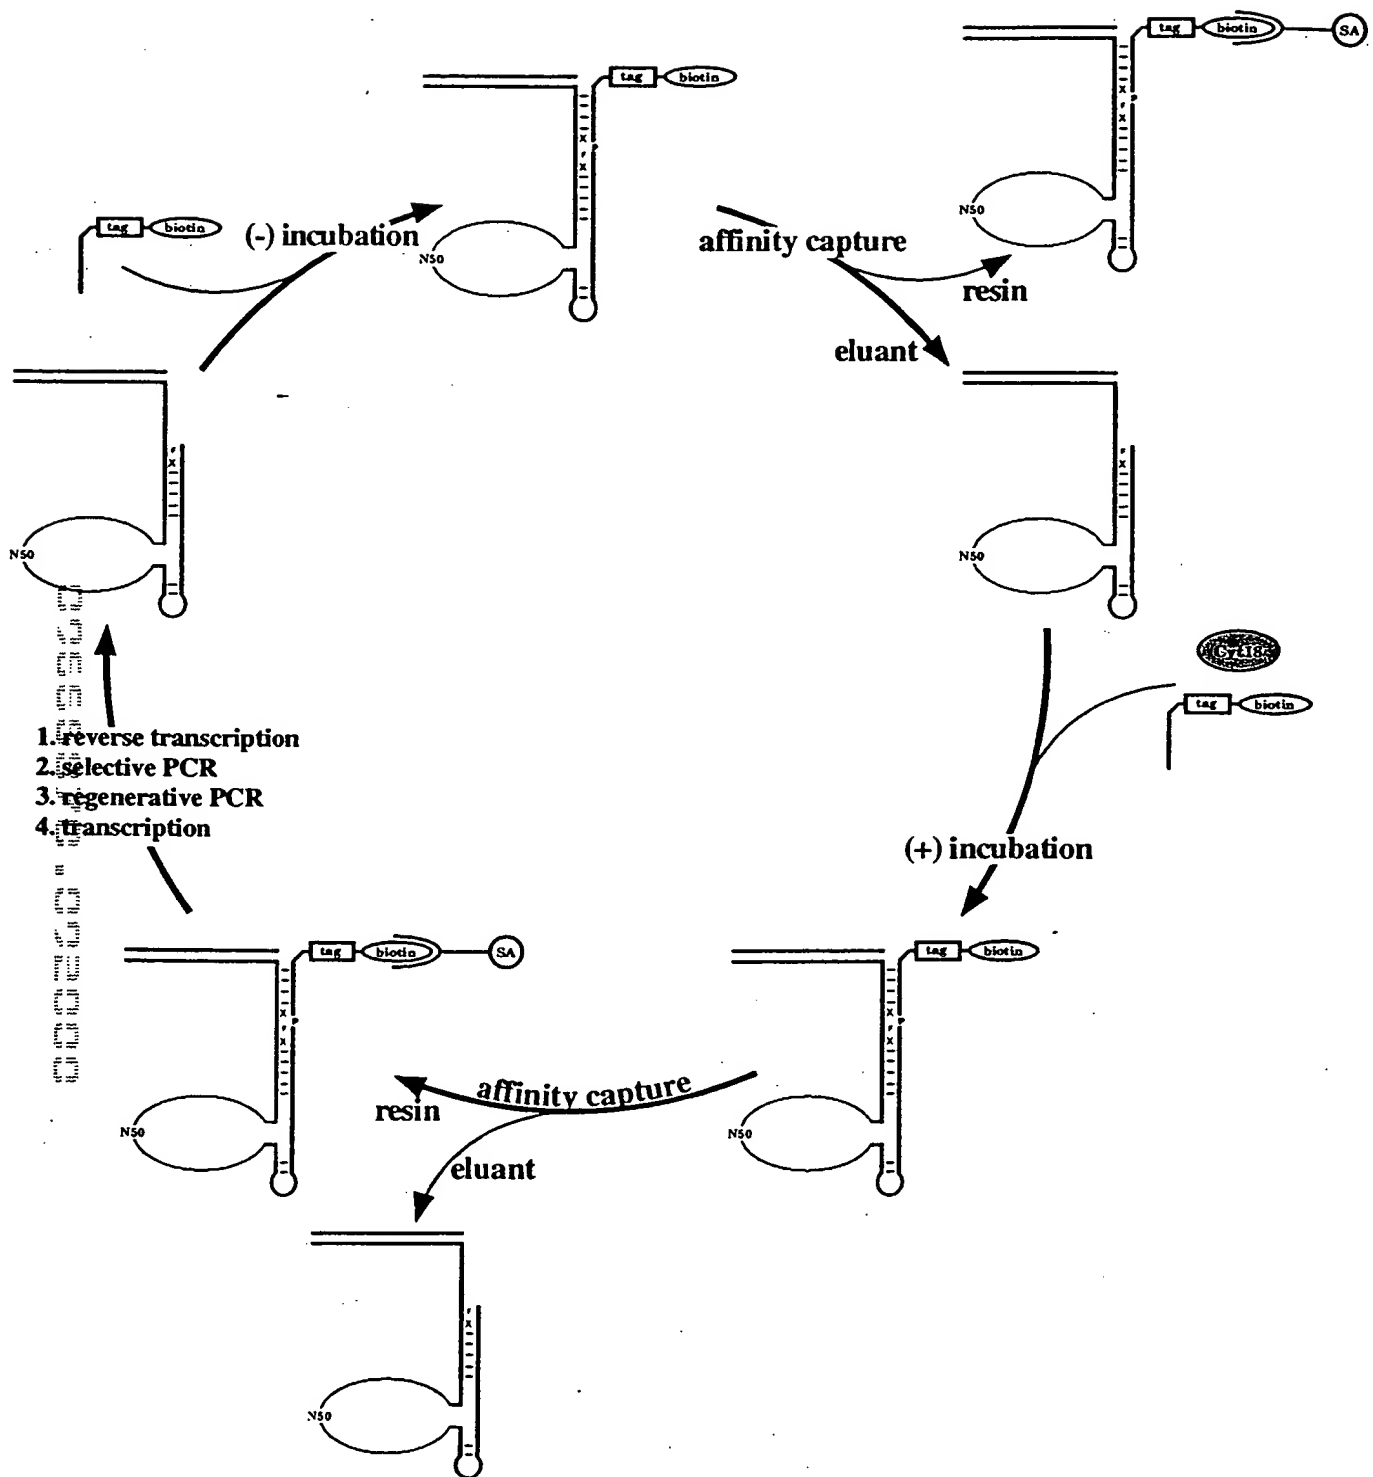 tag biotin SA
tag biotin
N50
tag biotin
(-) incubation
N50
affinity capture
resin
eluant
N50
N50
Cyt18
tag biotin
1. reverse transcription
2. selective PCR
3. regenerative PCR
4. transcription
(+) incubation
tag biotin SA
tag biotin
P
P
N50
N50
affinity capture
resin
eluant
N50